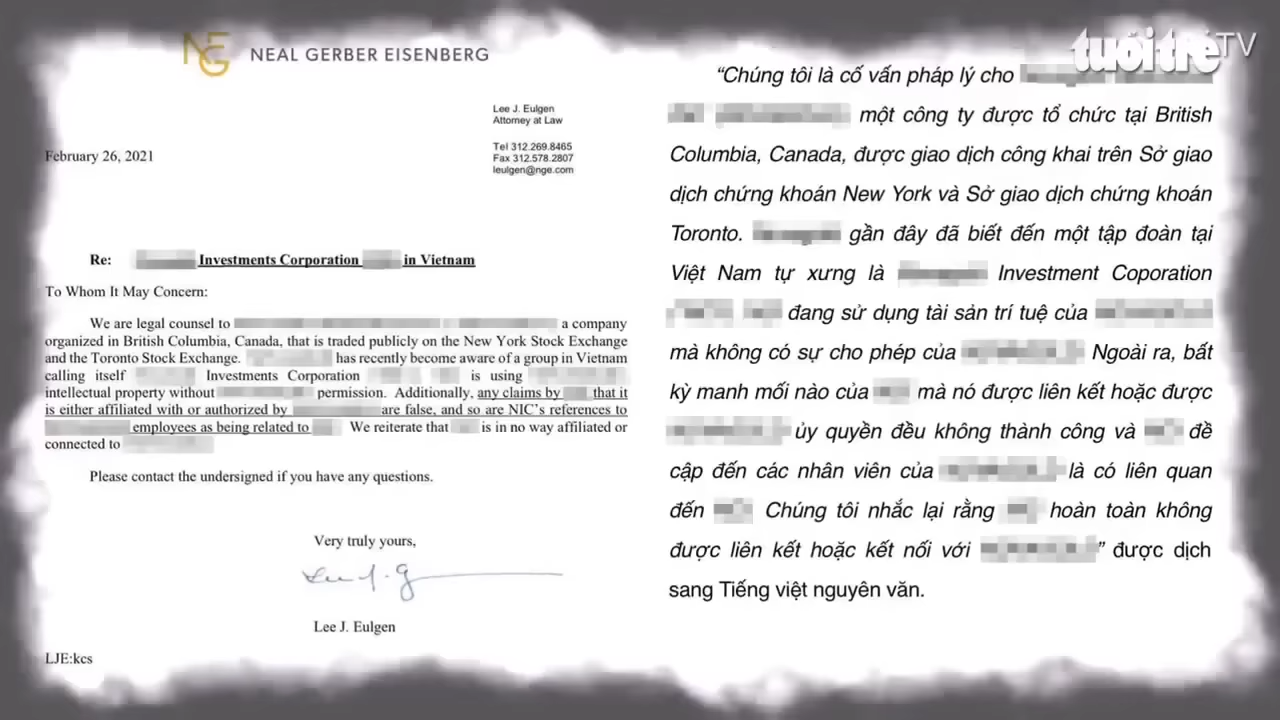 NEAL GERBER EISENBERG
tuổi trẻ TV
Lee J. Eulgen
Attorney at Law
Tel 312.269.8465
Fax 312.578.2807
leulgen@nge.com
February 26, 2021
Re: Investments Corporation in Vietnam
To Whom It May Concern:
We are legal counsel to a company
organized in British Columbia, Canada, that is traded publicly on the New York Stock Exchange
and the Toronto Stock Exchange. has recently become aware of a group in Vietnam
calling itself Investments Corporation is using
intellectual property without permission. Additionally, any claims by that it
is either affiliated with or authorized by are false, and so are NIC's references to
employees as being related to We reiterate that is in no way affiliated or
connected to
Please contact the undersigned if you have any questions.
Very truly yours,
Lee J. Eulgen
LJE:kcs
“Chúng tôi là cố vấn pháp lý cho
một công ty được tổ chức tại British
Columbia, Canada, được giao dịch công khai trên Sở giao
dịch chứng khoán New York và Sở giao dịch chứng khoán
Toronto. gần đây đã biết đến một tập đoàn tại
Việt Nam tự xưng là Investment Coporation
đang sử dụng tài sản trí tuệ của
mà không có sự cho phép của Ngoài ra, bất
kỳ manh mối nào của mà nó được liên kết hoặc được
ủy quyền đều không thành công và đề
cập đến các nhân viên của là có liên quan
đến Chúng tôi nhắc lại rằng hoàn toàn không
được liên kết hoặc kết nối với ” được dịch
sang Tiếng việt nguyên văn.